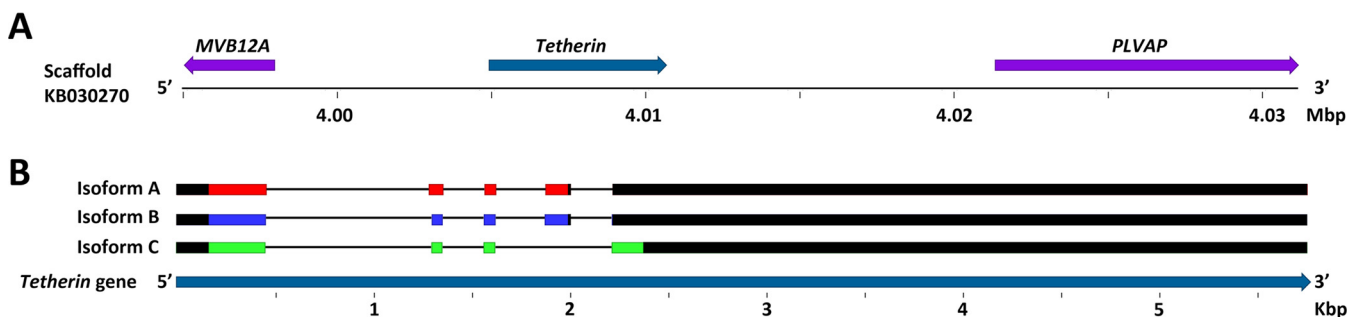 A
MVB12A Tetherin PLVAP
Scaffold
KB030270
5’ 3’
4.00 4.01 4.02 4.03 Mbp
B
Isoform A
Isoform B
Isoform C
Tetherin gene 5’ 3’
1 2 3 4 5 Kbp